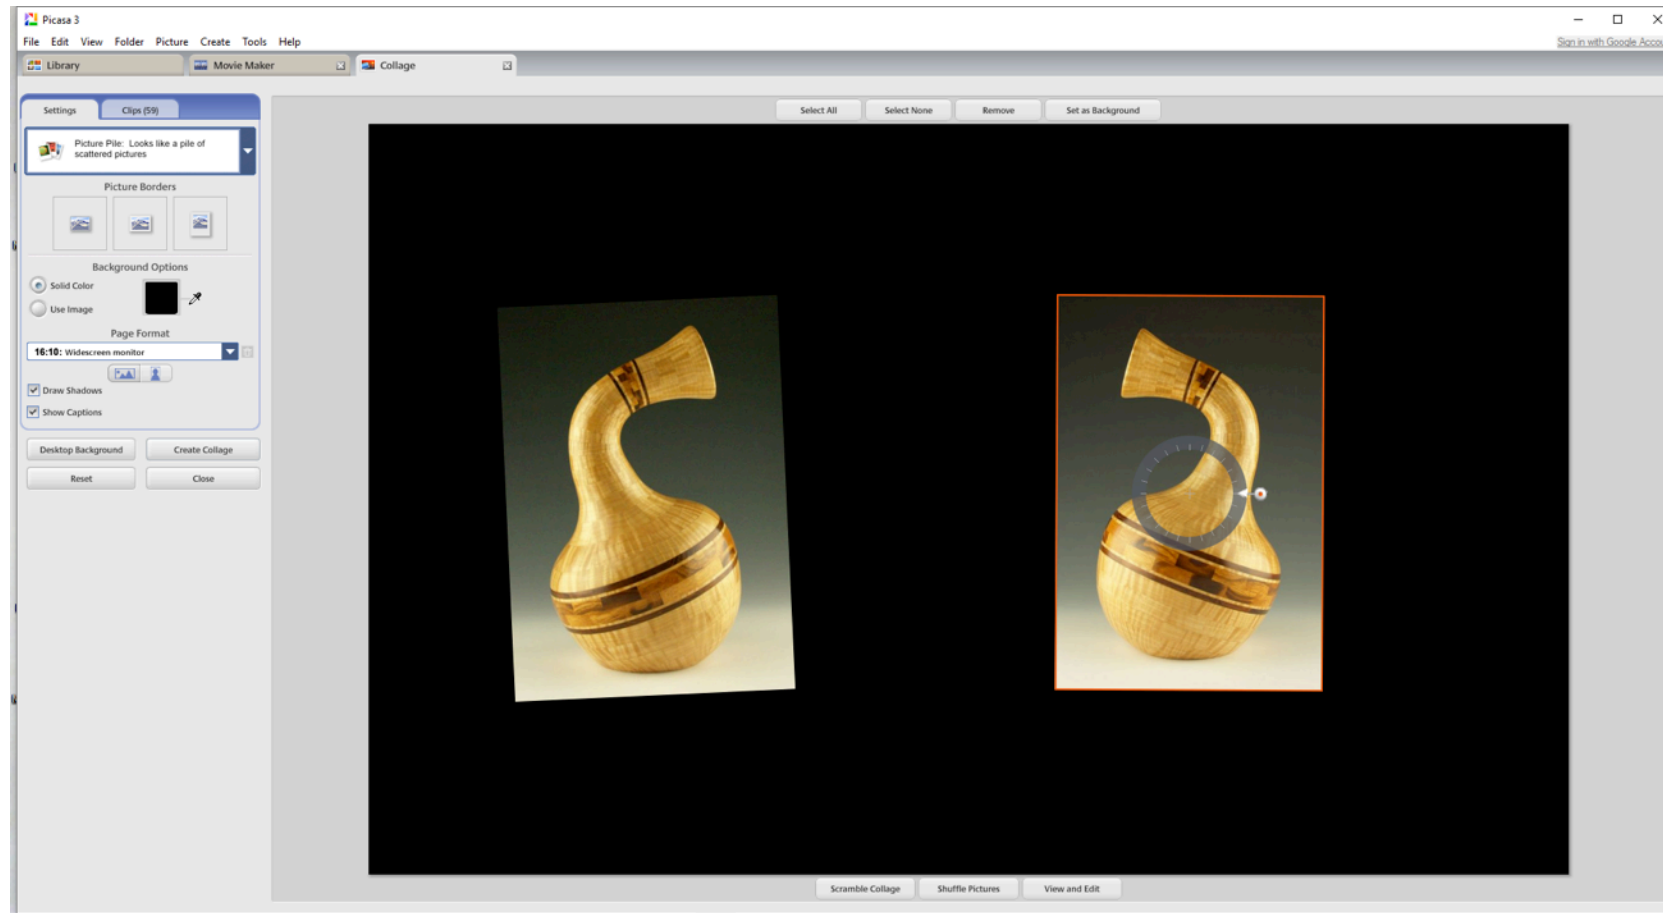 Picasa 3
File Edit View Folder Picture Create Tools Help
Sign in with Google
Library
Movie Maker
Collage
Settings
Clips (59)
Select All
Select None
Remove
Set as Background
Picture Pile: Looks like a pile of
scattered pictures
Picture Borders
Background Options
Solid Color
Use Image
Page Format
16:10: Widescreen monitor
Draw Shadows
Show Captions
Desktop Background
Create Collage
Reset
Close
Scramble Collage
Shuffle Pictures
View and Edit